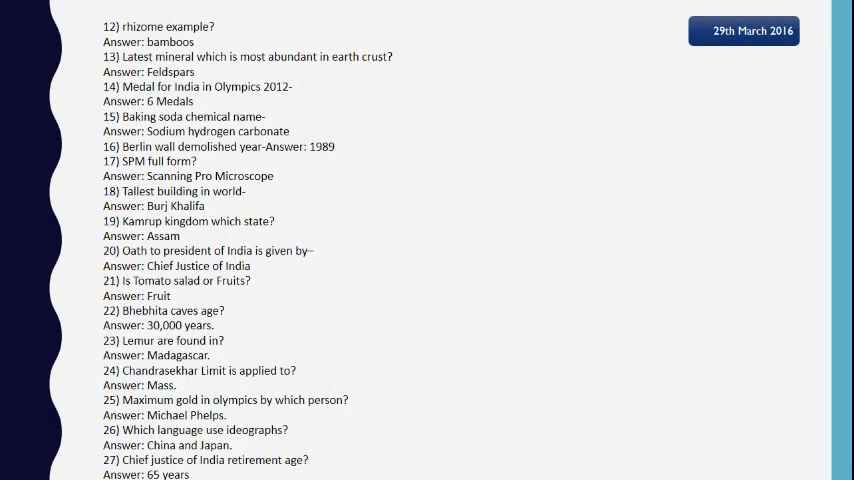 29th March 2016
12) rhizome example?
Answer: bamboos
13) Latest mineral which is most abundant in earth crust?
Answer: Feldspars
14) Medal for India in Olympics 2012-
Answer: 6 Medals
15) Baking soda chemical name-
Answer: Sodium hydrogen carbonate
16) Berlin wall demolished year-Answer: 1989
17) SPM full form?
Answer: Scanning Pro Microscope
18) Tallest building in world-
Answer: Burj Khalifa
19) Kamrup kingdom which state?
Answer: Assam
20) Oath to president of India is given by–
Answer: Chief Justice of India
21) Is Tomato salad or Fruits?
Answer: Fruit
22) Bhebhita caves age?
Answer: 30,000 years.
23) Lemur are found in?
Answer: Madagascar.
24) Chandrasekhar Limit is applied to?
Answer: Mass.
25) Maximum gold in olympics by which person?
Answer: Michael Phelps.
26) Which language use ideographs?
Answer: China and Japan.
27) Chief justice of India retirement age?
Answer: 65 years